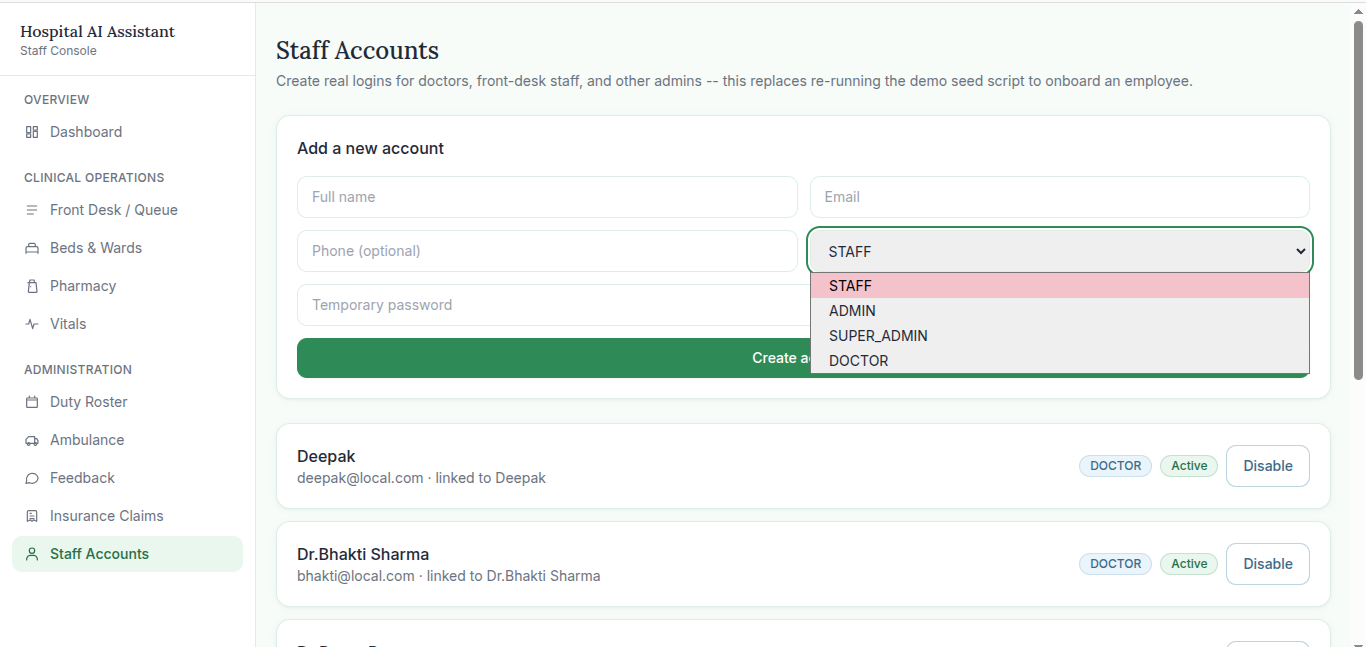 Hospital AI Assistant
Staff Console
OVERVIEW
Dashboard
CLINICAL OPERATIONS
Front Desk / Queue
Beds & Wards
Pharmacy
Vitals
ADMINISTRATION
Duty Roster
Ambulance
Feedback
Insurance Claims
Staff Accounts
Staff Accounts
Create real logins for doctors, front-desk staff, and other admins -- this replaces re-running the demo seed script to onboard an employee.
Add a new account
Full name
Email
Phone (optional)
STAFF
Temporary password
STAFF
ADMIN
SUPER_ADMIN
DOCTOR
Create a
Deepak
deepak@local.com · linked to Deepak
DOCTOR
Active
Disable
Dr.Bhakti Sharma
bhakti@local.com · linked to Dr.Bhakti Sharma
DOCTOR
Active
Disable